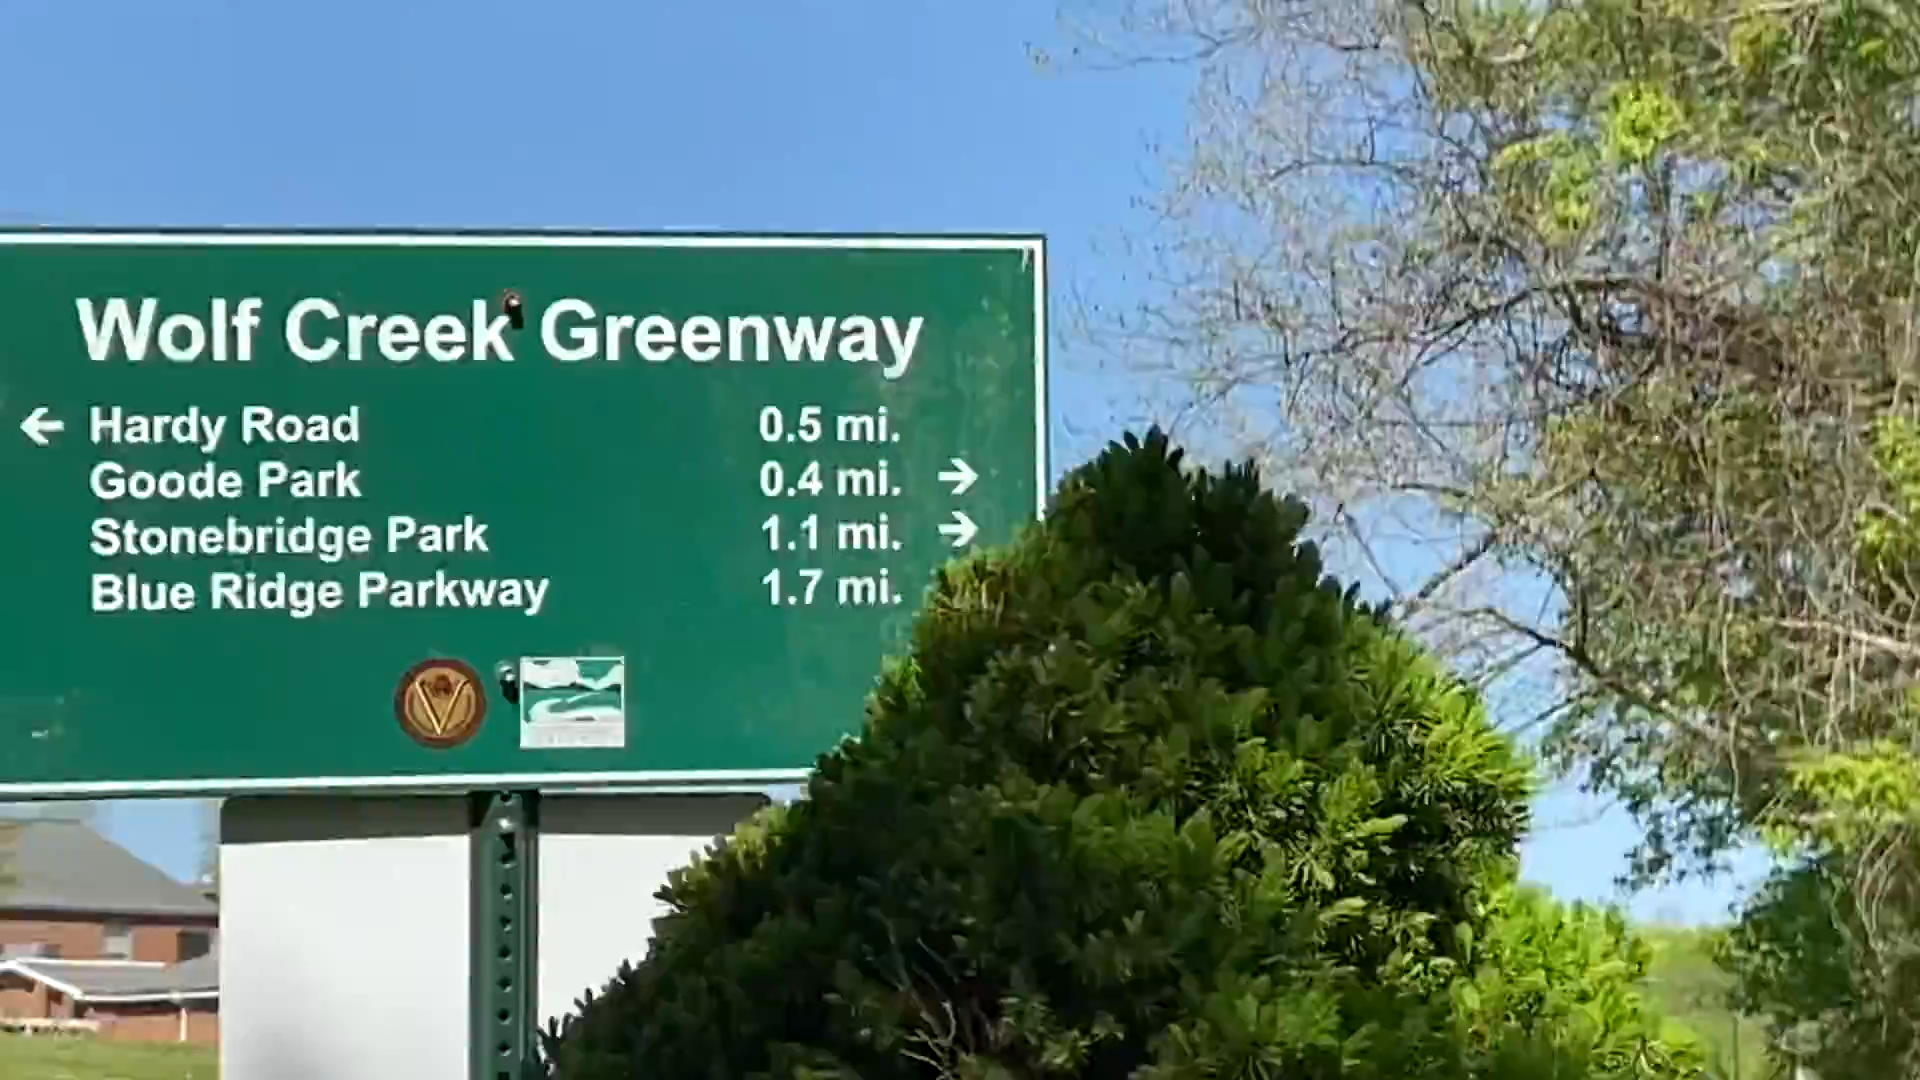 Wolf Creek Greenway
← Hardy Road 0.5 mi.
Goode Park 0.4 mi. →
Stonebridge Park 1.1 mi. →
Blue Ridge Parkway 1.7 mi.
V